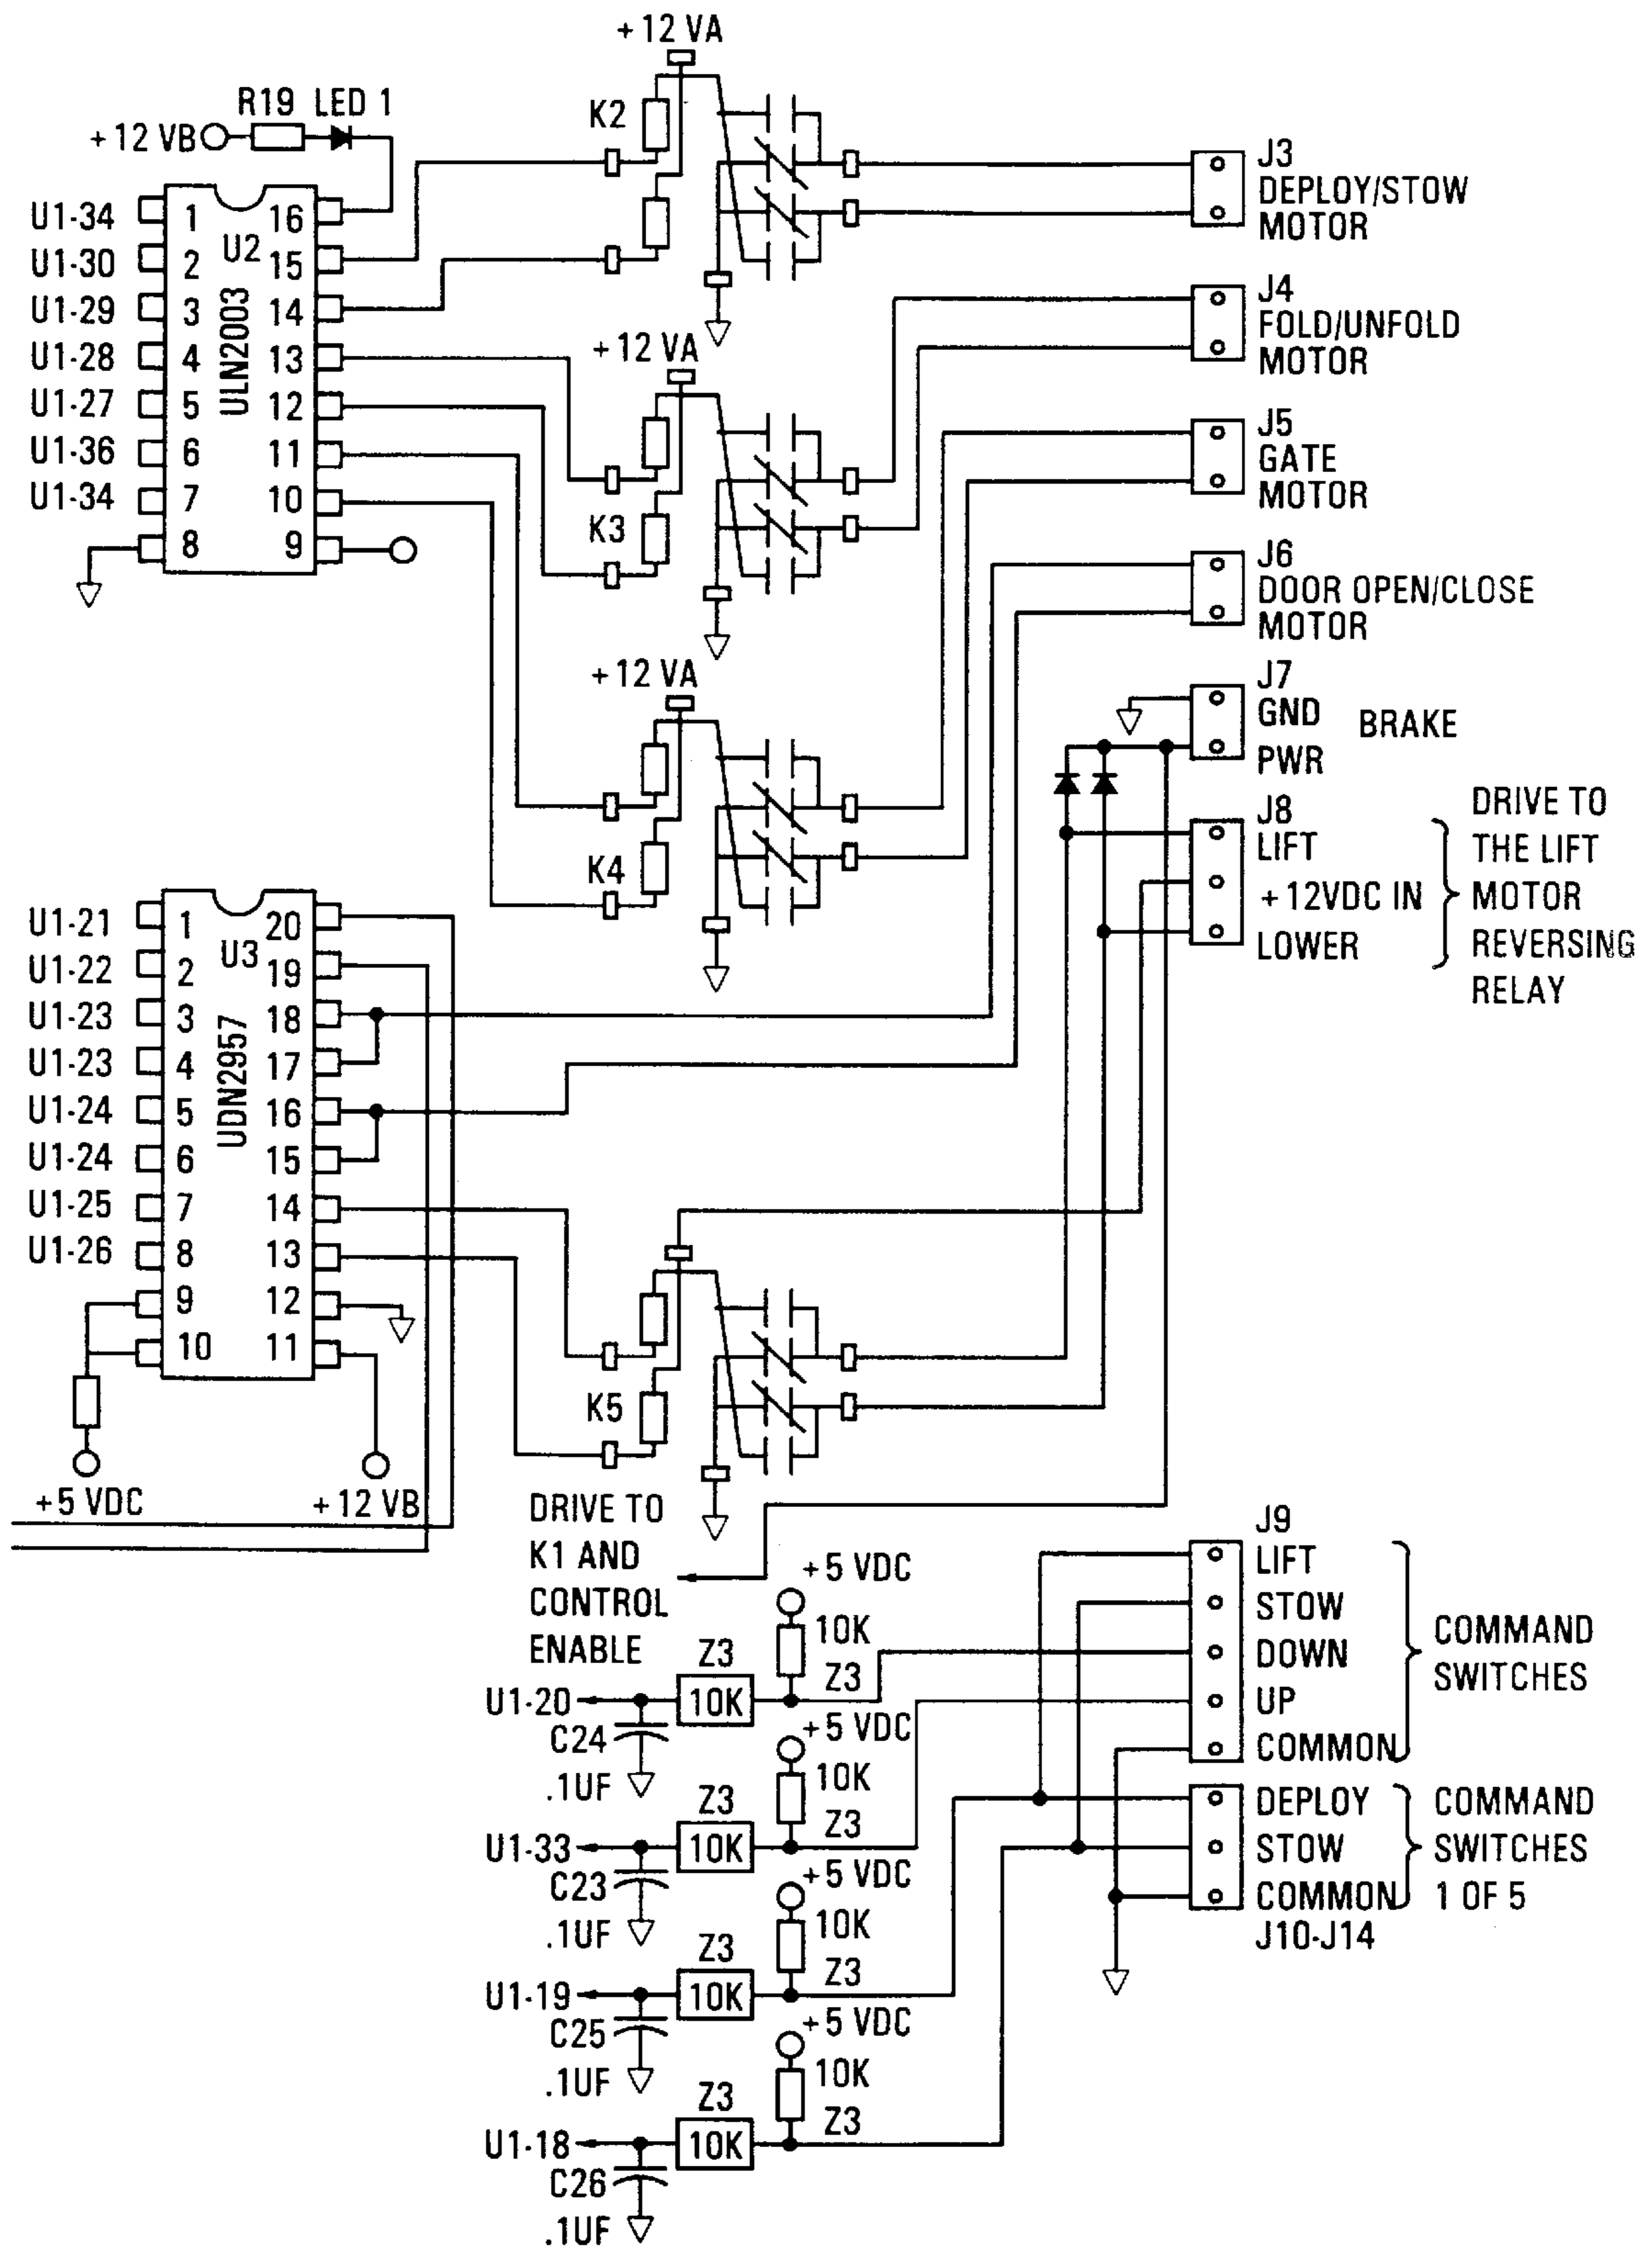 +12 VA
R19 LED 1
+12 VB
K2
U1-34
U1-30
U1-29
U1-28
U1-27
U1-36
U1-34
1
2
3
4
5
6
7
8
U2
ULN2003
16
15
14
13
12
11
10
9
J3
DEPLOY/STOW
MOTOR
+12 VA
K3
J4
FOLD/UNFOLD
MOTOR
J5
GATE
MOTOR
J6
DOOR OPEN/CLOSE
MOTOR
+12 VA
K4
J7
GND
PWR
BRAKE
J8
LIFT
+12VDC IN
LOWER
DRIVE TO
THE LIFT
MOTOR
REVERSING
RELAY
U1-21
U1-22
U1-23
U1-23
U1-24
U1-24
U1-25
U1-26
1
2
3
4
5
6
7
8
9
10
U3
UDN2957
20
19
18
17
16
15
14
13
12
11
+5 VDC
+12 VB
K5
DRIVE TO
K1 AND
CONTROL
ENABLE
J9
LIFT
STOW
DOWN
UP
COMMON
COMMAND
SWITCHES
DEPLOY
STOW
COMMON
J10-J14
COMMAND
SWITCHES
1 OF 5
+5 VDC
10K
Z3
Z3
10K
U1-20
C24
.1UF
+5 VDC
10K
Z3
Z3
10K
U1-33
C23
.1UF
+5 VDC
10K
Z3
Z3
10K
U1-19
C25
.1UF
+5 VDC
10K
Z3
Z3
10K
U1-18
C26
.1UF